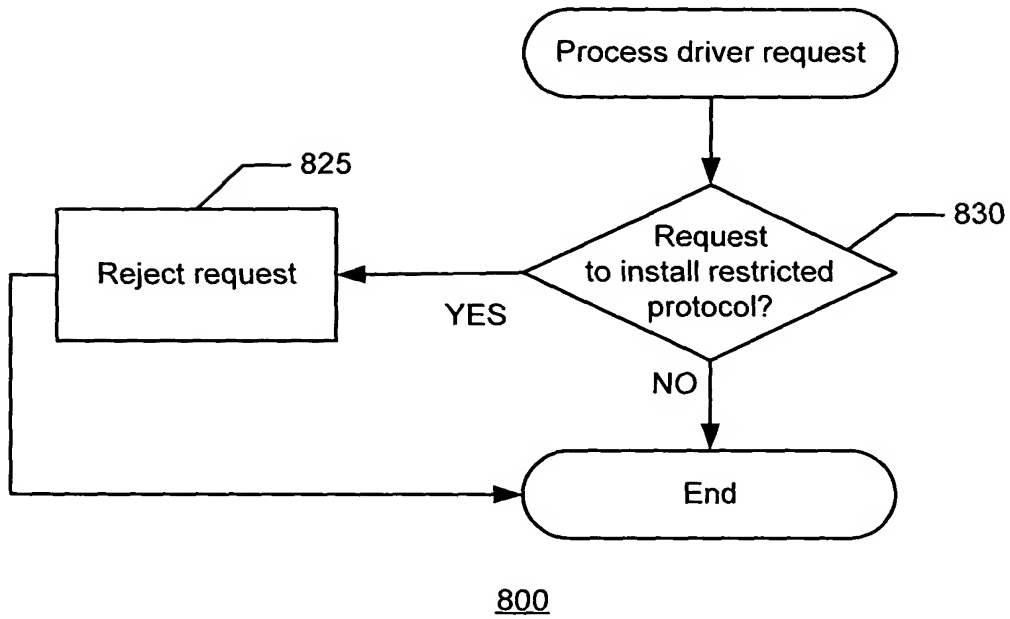 Process driver request
825
830
Request
to install restricted
protocol?
Reject request
YES
NO
End
800